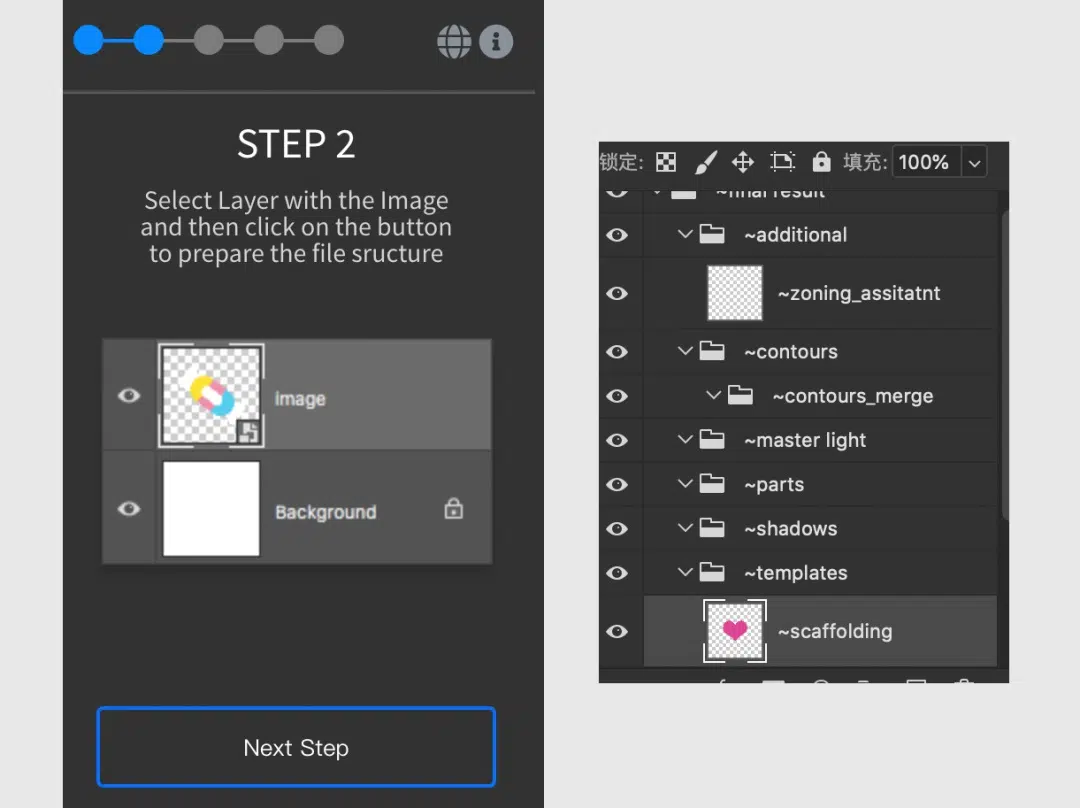 STEP 2
Select Layer with the Image
and then click on the button
to prepare the file sructure
image
Background
Next Step
锁定:
填充: 100%
~final result
~additional
~zoning_assitatnt
~contours
~contours_merge
~master light
~parts
~shadows
~templates
~scaffolding